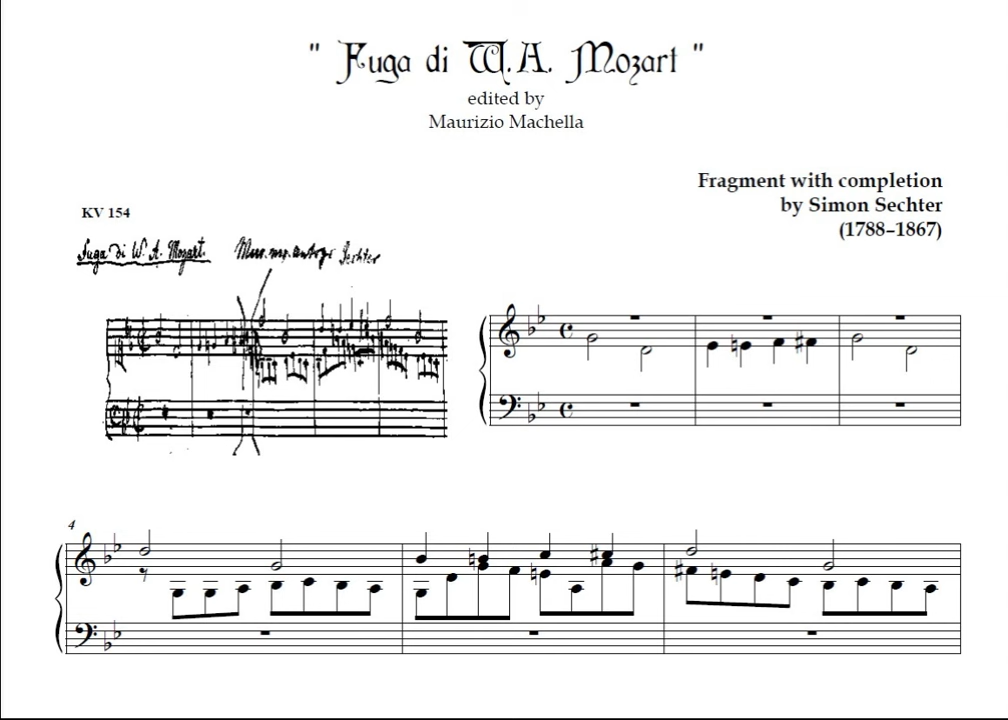 " Fuga di W.A. Mozart "
edited by
Maurizio Machella
Fragment with completion
by Simon Sechter
(1788–1867)
KV 154
Fuga di W. A. Mozart.
Sechter
4